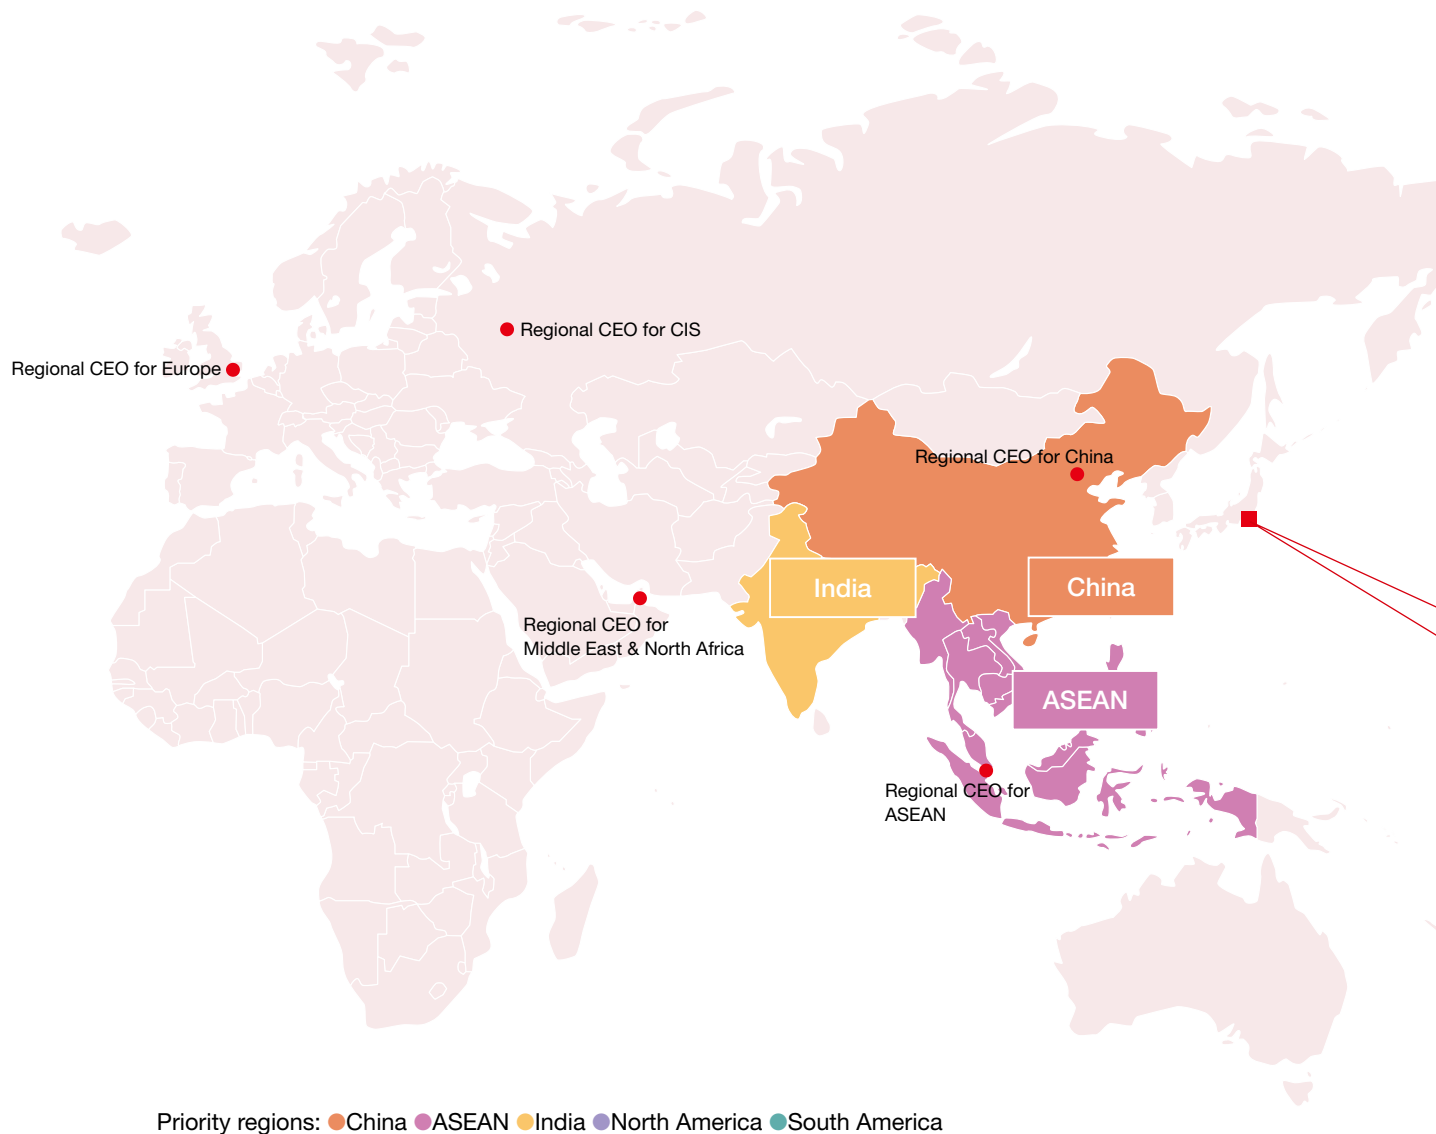 Regional CEO for CIS
Regional CEO for Europe
Regional CEO for China
India
China
Regional CEO for
Middle East & North Africa
ASEAN
Regional CEO for
ASEAN
Priority regions: China ASEAN India North America South America